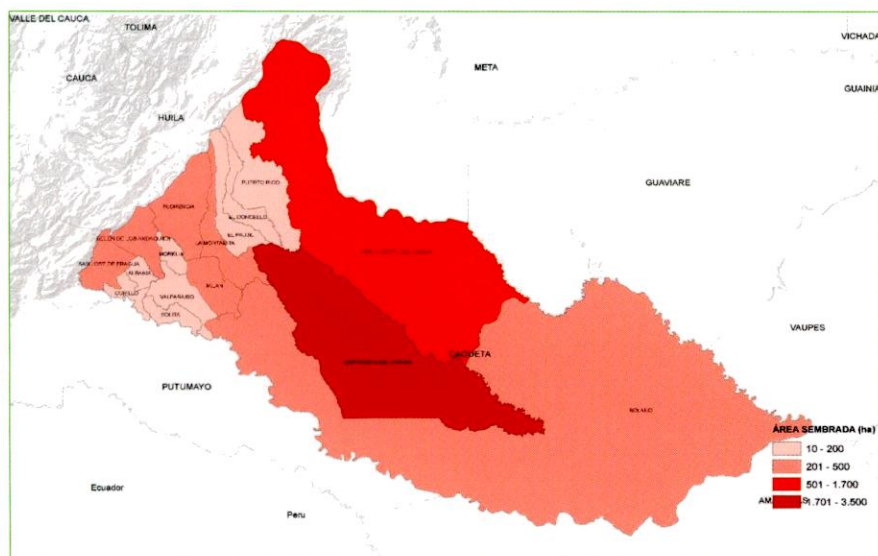 VALLE DEL CAUCA
TOLIMA
CAUCA
HUILA
META
VICHADA
GUAINIA
GUAVIARE
VAUPES
PUERTO RICO
EL DONCELLO
EL PAUJIL
FLORENCIA
LA MONTAÑITA
MORELIA
ALBANIA
CURILLO
VALPARAISO
SOLITA
MILAN
CAQUETA
SOLANO
PUTUMAYO
Ecuador
Peru
ÁREA SEMBRADA (ha)
10 - 200
201 - 500
501 - 1.700
1.701 - 3.500